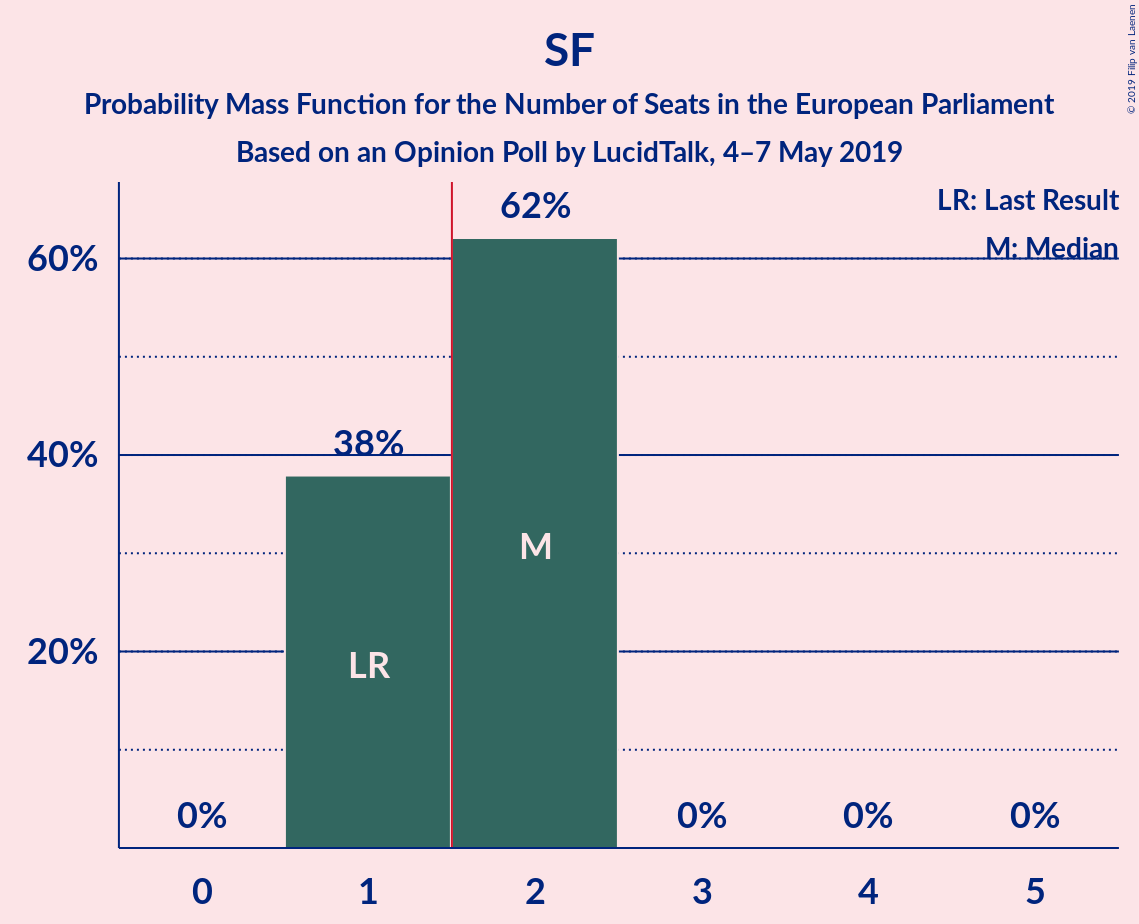 SF
Probability Mass Function for the Number of Seats in the European Parliament
Based on an Opinion Poll by LucidTalk, 4–7 May 2019
© 2019 Filip van Laenen
LR: Last Result
M: Median
62%
60%
38%
40%
M
20%
LR
0%
0%
0%
0%
0 1 2 3 4 5